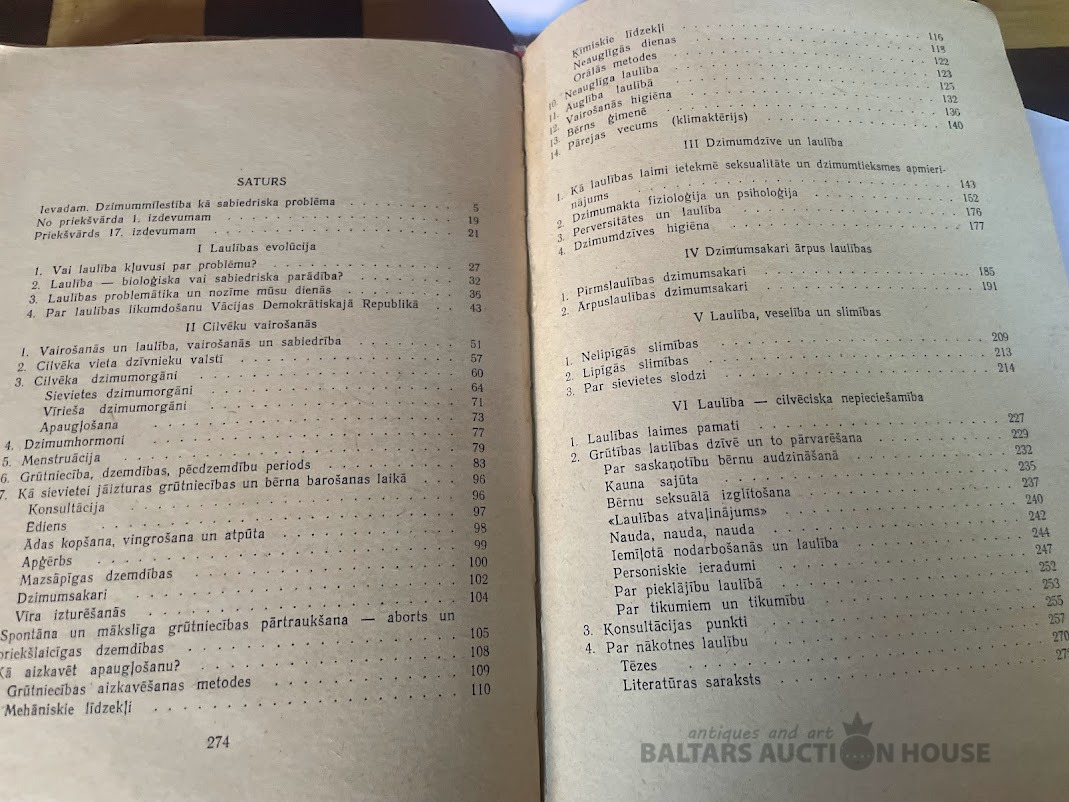 SATURS
Ievadam. Dzimummīlestība kā sabiedriska problēma 5
No priekšvārda 1. izdevumam 19
Priekšvārds 17. izdevumam 21
I Laulības evolūcija
1. Vai laulība kļuvusi par problēmu? 27
2. Laulība — bioloģiska vai sabiedriska parādība? 32
3. Laulības problemātika un nozīme mūsu dienās 36
4. Par laulības likumdošanu Vācijas Demokrātiskajā Republikā 43
II Cilvēku vairošanās
1. Vairošanās un laulība, vairošanās un sabiedrība 51
2. Cilvēka vieta dzīvnieku valstī 57
3. Cilvēka dzimumorgāni 60
Sievietes dzimumorgāni 64
Vīrieša dzimumorgāni 71
Apaugļošana 73
4. Dzimumhormoni 77
5. Menstruācija 79
6. Grūtniecība, dzemdības, pēcdzemdību periods 83
7. Kā sievietei jāizturas grūtniecības un bērna barošanas laikā 96
Konsultācija 96
Ēdiens 97
Ādas kopšana, vingrošana un atpūta 98
Apģērbs 99
Mazsāpīgas dzemdības 100
Dzimumsakari 102
Vīra izturēšanās 104
Spontāna un mākslīga grūtniecības pārtraukšana — aborts un
priekšlaicīgas dzemdības 105
Kā aizkavēt apaugļošanu? 108
Grūtniecības aizkavēšanas metodes 109
Mehāniskie līdzekļi 110
274
Ķīmiskie līdzekļi 116
Neauglīgās dienas 118
Orālās metodes 122
10. Neauglīga laulība 123
11. Auglība laulībā 125
12. Vairošanās higiēna 132
13. Bērns ģimenē 136
14. Pārejas vecums (klimaktērijs) 140
III Dzimumdzīve un laulība
1. Kā laulības laimi ietekmē seksualitāte un dzimumtieksmes apmieri-
nājums 143
2. Dzimumakta fizioloģija un psiholoģija 152
3. Perversitātes un laulība 176
4. Dzimumdzīves higiēna 177
IV Dzimumsakari ārpus laulības
1. Pirmslaulības dzimumsakari 185
2. Ārpuslaulības dzimumsakari 191
V Laulība, veselība un slimības
1. Nelipīgās slimības 209
2. Lipīgās slimības 213
3. Par sievietes slodzi 214
VI Laulība — cilvēciska nepieciešamība
1. Laulības laimes pamati 227
2. Grūtības laulības dzīvē un to pārvarēšana 229
Par saskaņotību bērnu audzināšanā 232
Kauna sajūta 235
Bērnu seksuālā izglītošana 237
«Laulības atvaļinājums» 240
Nauda, nauda, nauda 242
Iemīļotā nodarbošanās un laulība 244
Personiskie ieradumi 247
Par pieklājību laulībā 252
Par tikumiem un tikumību 253
3. Konsultācijas punkti 255
4. Par nākotnes laulību 257
Tēzes 270
Literatūras saraksts
antiques and art
BALTARS AUCTION HOUSE